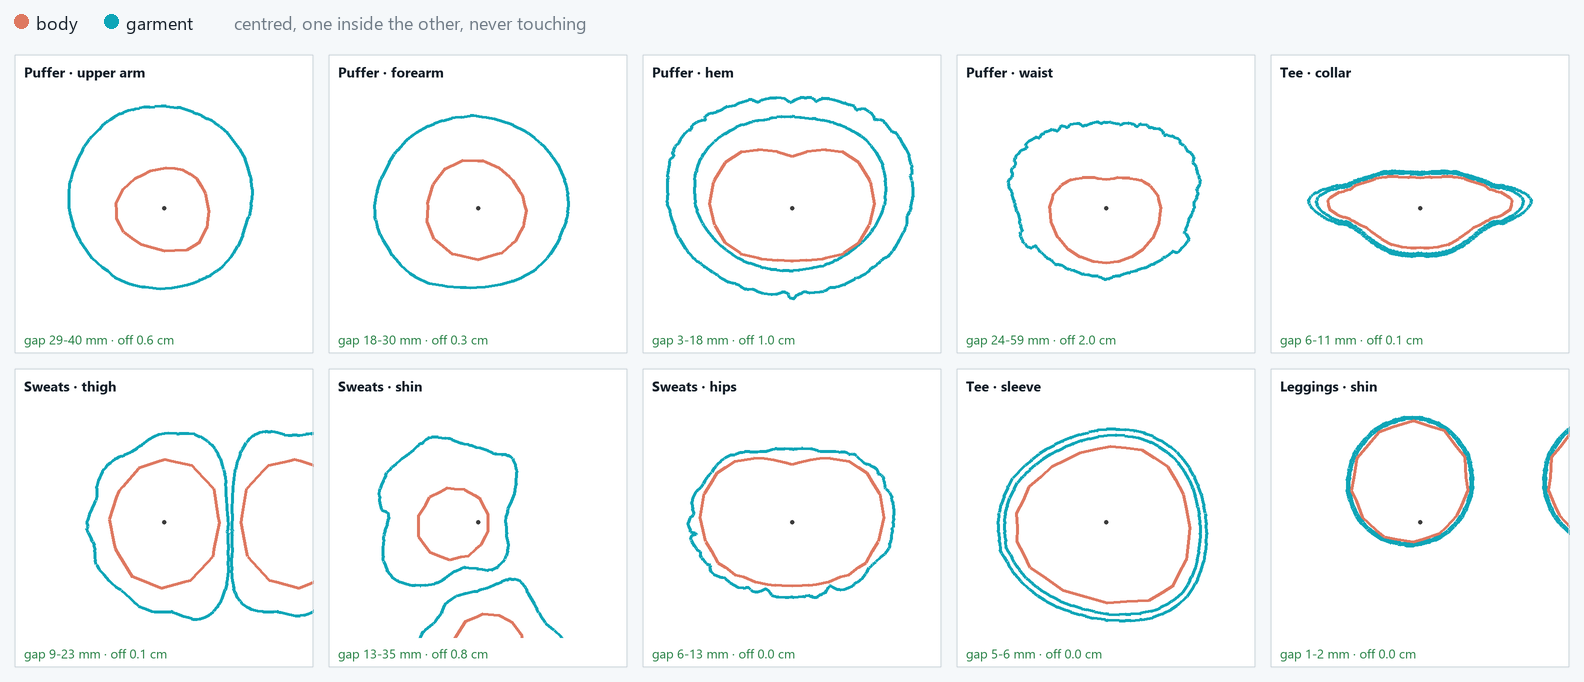 body garment centred, one inside the other, never touching
Puffer · upper arm
gap 29-40 mm · off 0.6 cm
Puffer · forearm
gap 18-30 mm · off 0.3 cm
Puffer · hem
gap 3-18 mm · off 1.0 cm
Puffer · waist
gap 24-59 mm · off 2.0 cm
Tee · collar
gap 6-11 mm · off 0.1 cm
Sweats · thigh
gap 9-23 mm · off 0.1 cm
Sweats · shin
gap 13-35 mm · off 0.8 cm
Sweats · hips
gap 6-13 mm · off 0.0 cm
Tee · sleeve
gap 5-6 mm · off 0.0 cm
Leggings · shin
gap 1-2 mm · off 0.0 cm